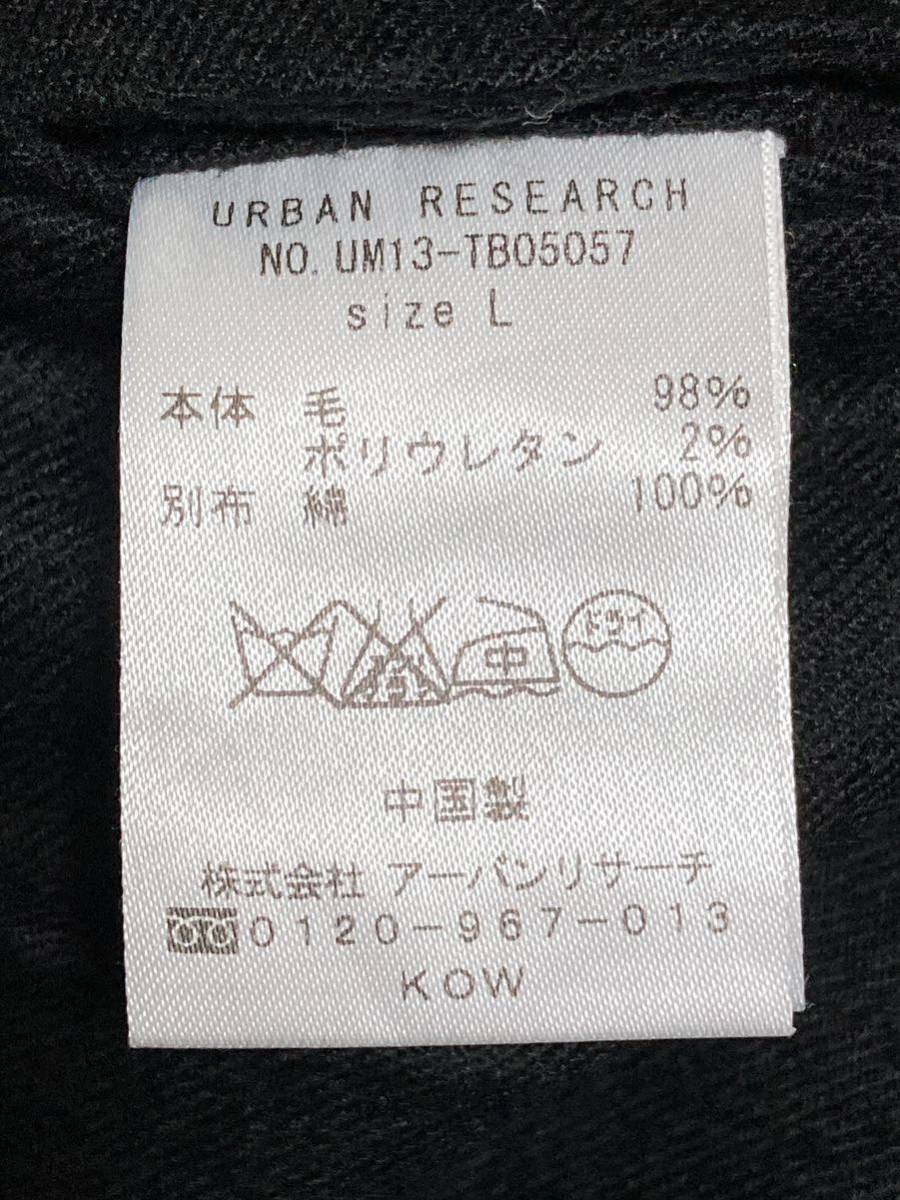 URBAN RESEARCH
NO. UM13-TB05057
size L
本体 毛 98%
ポリウレタン 2%
別布 綿 100%
中 ドライ
中国製
株式会社 アーバンリサーチ
0120-967-013
KOW